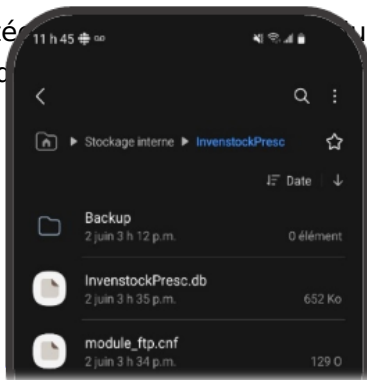 11 h 45
Stockage interne ▶ InvenstockPresc
Date
Backup
2 juin 3 h 12 p.m.
0 élément
InvenstockPresc.db
2 juin 3 h 35 p.m.
652 Ko
module_ftp.cnf
2 juin 3 h 34 p.m.
129 O